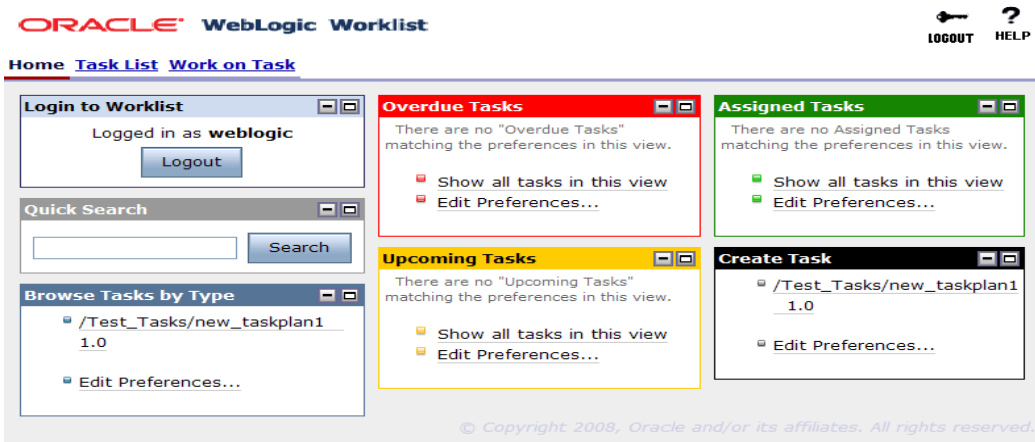 ORACLE® WebLogic Worklist
LOGOUT
HELP
Home Task List Work on Task
Login to Worklist
Logged in as weblogic
Logout
Quick Search
Search
Browse Tasks by Type
/Test_Tasks/new_taskplan1
1.0
Edit Preferences...
Overdue Tasks
There are no "Overdue Tasks"
matching the preferences in this view.
Show all tasks in this view
Edit Preferences...
Upcoming Tasks
There are no "Upcoming Tasks"
matching the preferences in this view.
Show all tasks in this view
Edit Preferences...
Assigned Tasks
There are no Assigned Tasks
matching the preferences in this view.
Show all tasks in this view
Edit Preferences...
Create Task
/Test_Tasks/new_taskplan1
1.0
Edit Preferences...
© Copyright 2008, Oracle and/or its affiliates. All rights reserved.